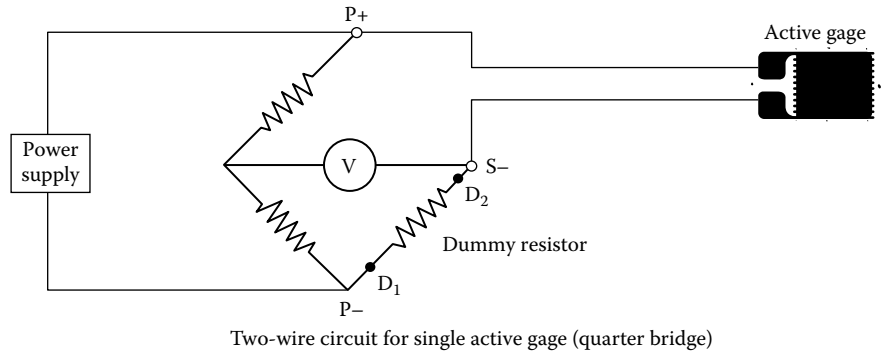 P+
Active gage
Power
supply
V
S−
D2
Dummy resistor
D1
P−
Two-wire circuit for single active gage (quarter bridge)